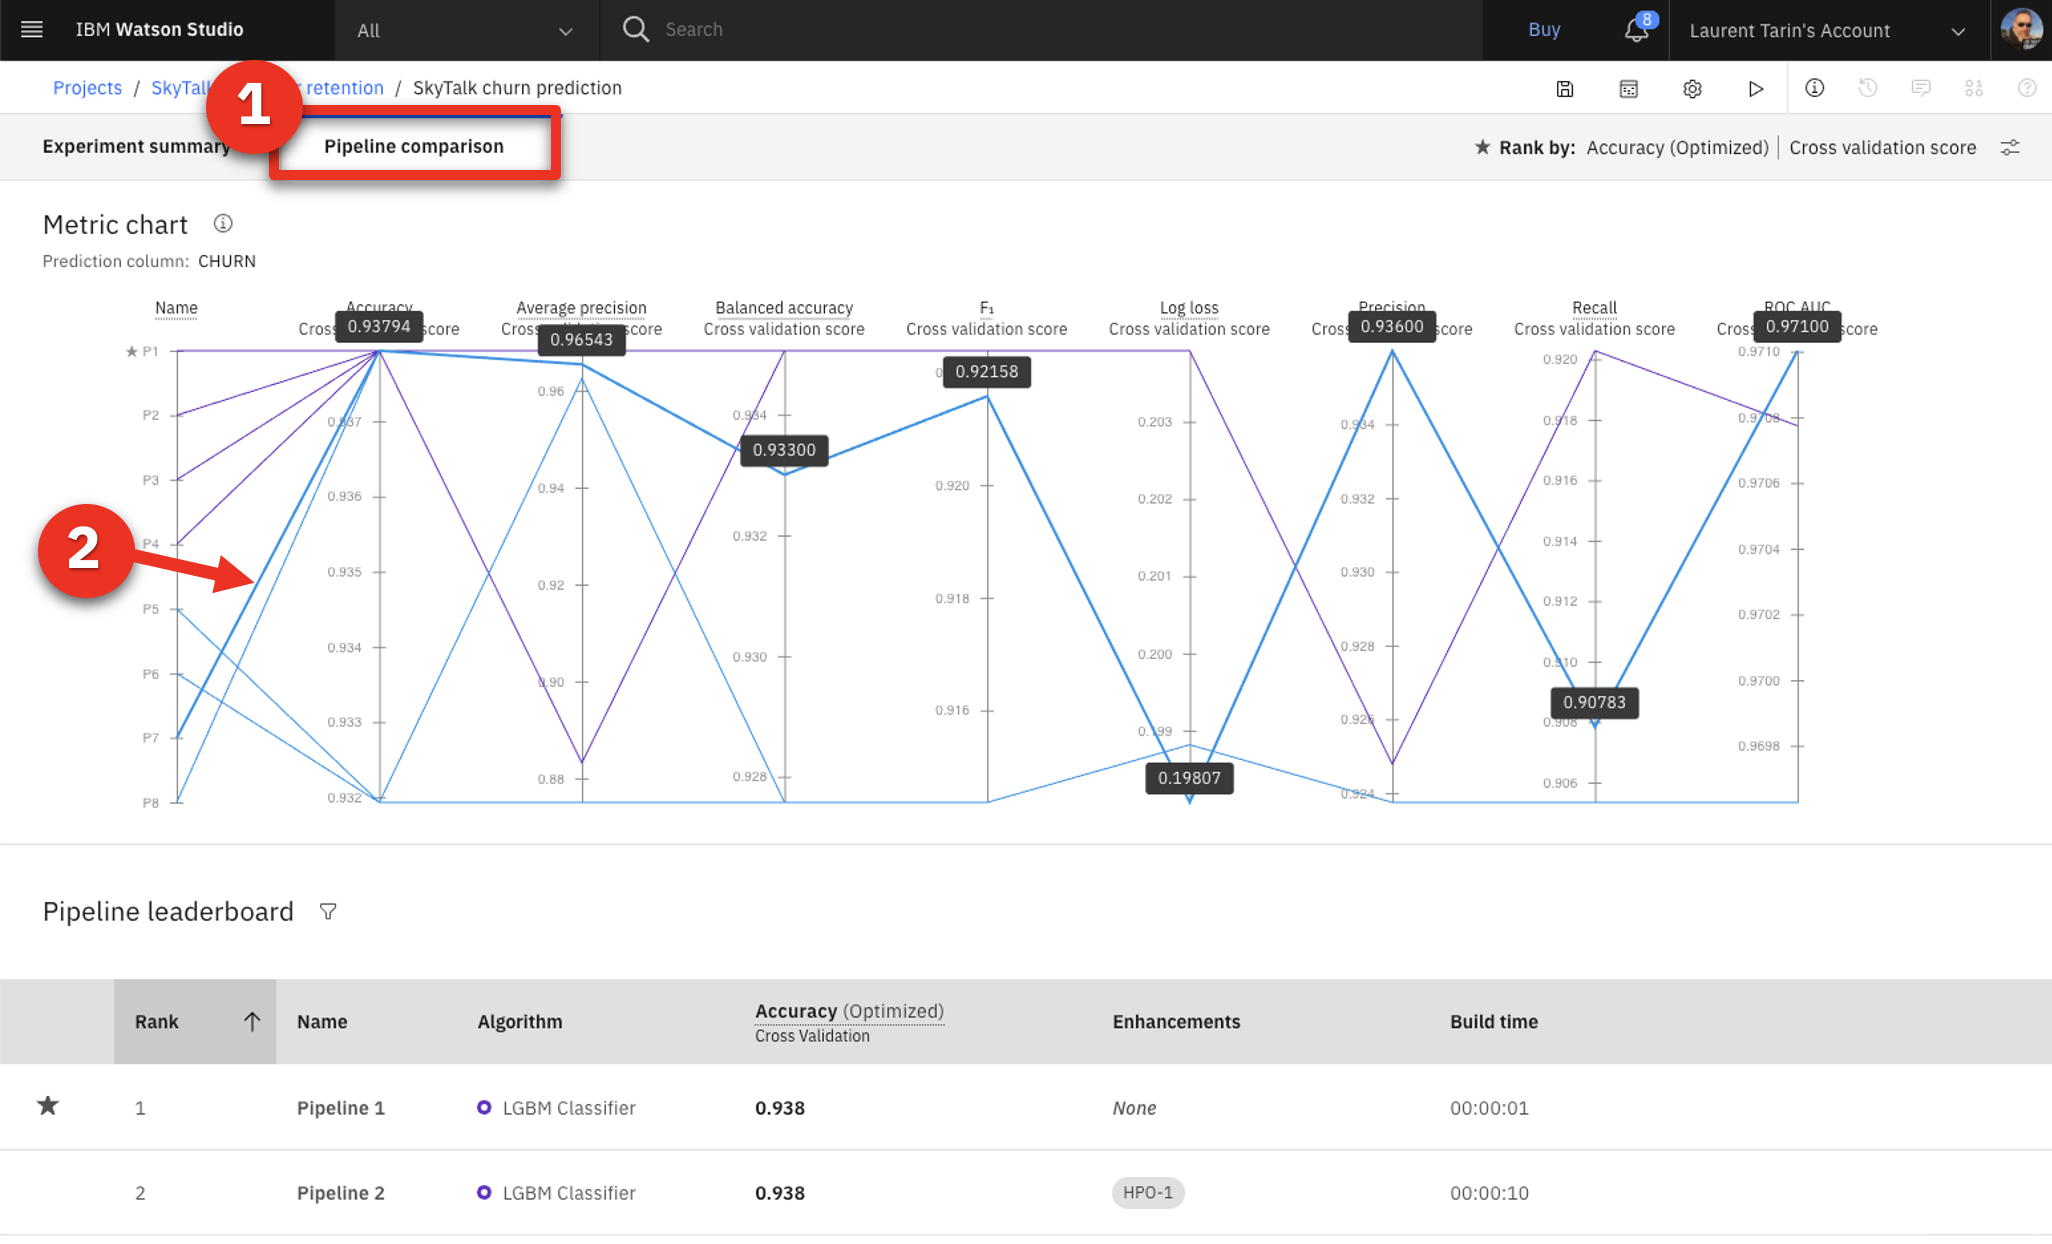 IBM Watson Studio
All
Search
Buy
8
Laurent Tarin's Account
Projects / SkyTalk retention / SkyTalk churn prediction
1
Experiment summary
Pipeline comparison
★ Rank by: Accuracy (Optimized) | Cross validation score
Metric chart
Prediction column: CHURN
Name
Accuracy
Average precision
Balanced accuracy
F₁
Log loss
Precision
Recall
ROC AUC
Cross score
Cross score
Cross validation score
Cross validation score
Cross validation score
Cross score
Cross validation score
Cross score
0.93794
0.96543
0.93300
0.92158
0.19807
0.93600
0.90783
0.97100
★ P1
P2
P3
P4
P5
P6
P7
P8
2
0.937
0.936
0.935
0.934
0.933
0.932
0.96
0.94
0.92
0.90
0.88
0.934
0.932
0.930
0.928
0.920
0.918
0.916
0.203
0.202
0.201
0.200
0.199
0.934
0.932
0.930
0.928
0.926
0.924
0.920
0.918
0.916
0.914
0.912
0.910
0.908
0.906
0.9710
0.9708
0.9706
0.9704
0.9702
0.9700
0.9698
Pipeline leaderboard
Rank
Name
Algorithm
Accuracy (Optimized)
Cross Validation
Enhancements
Build time
★ 1 Pipeline 1 LGBM Classifier 0.938 None 00:00:01
2 Pipeline 2 LGBM Classifier 0.938 HPO-1 00:00:10